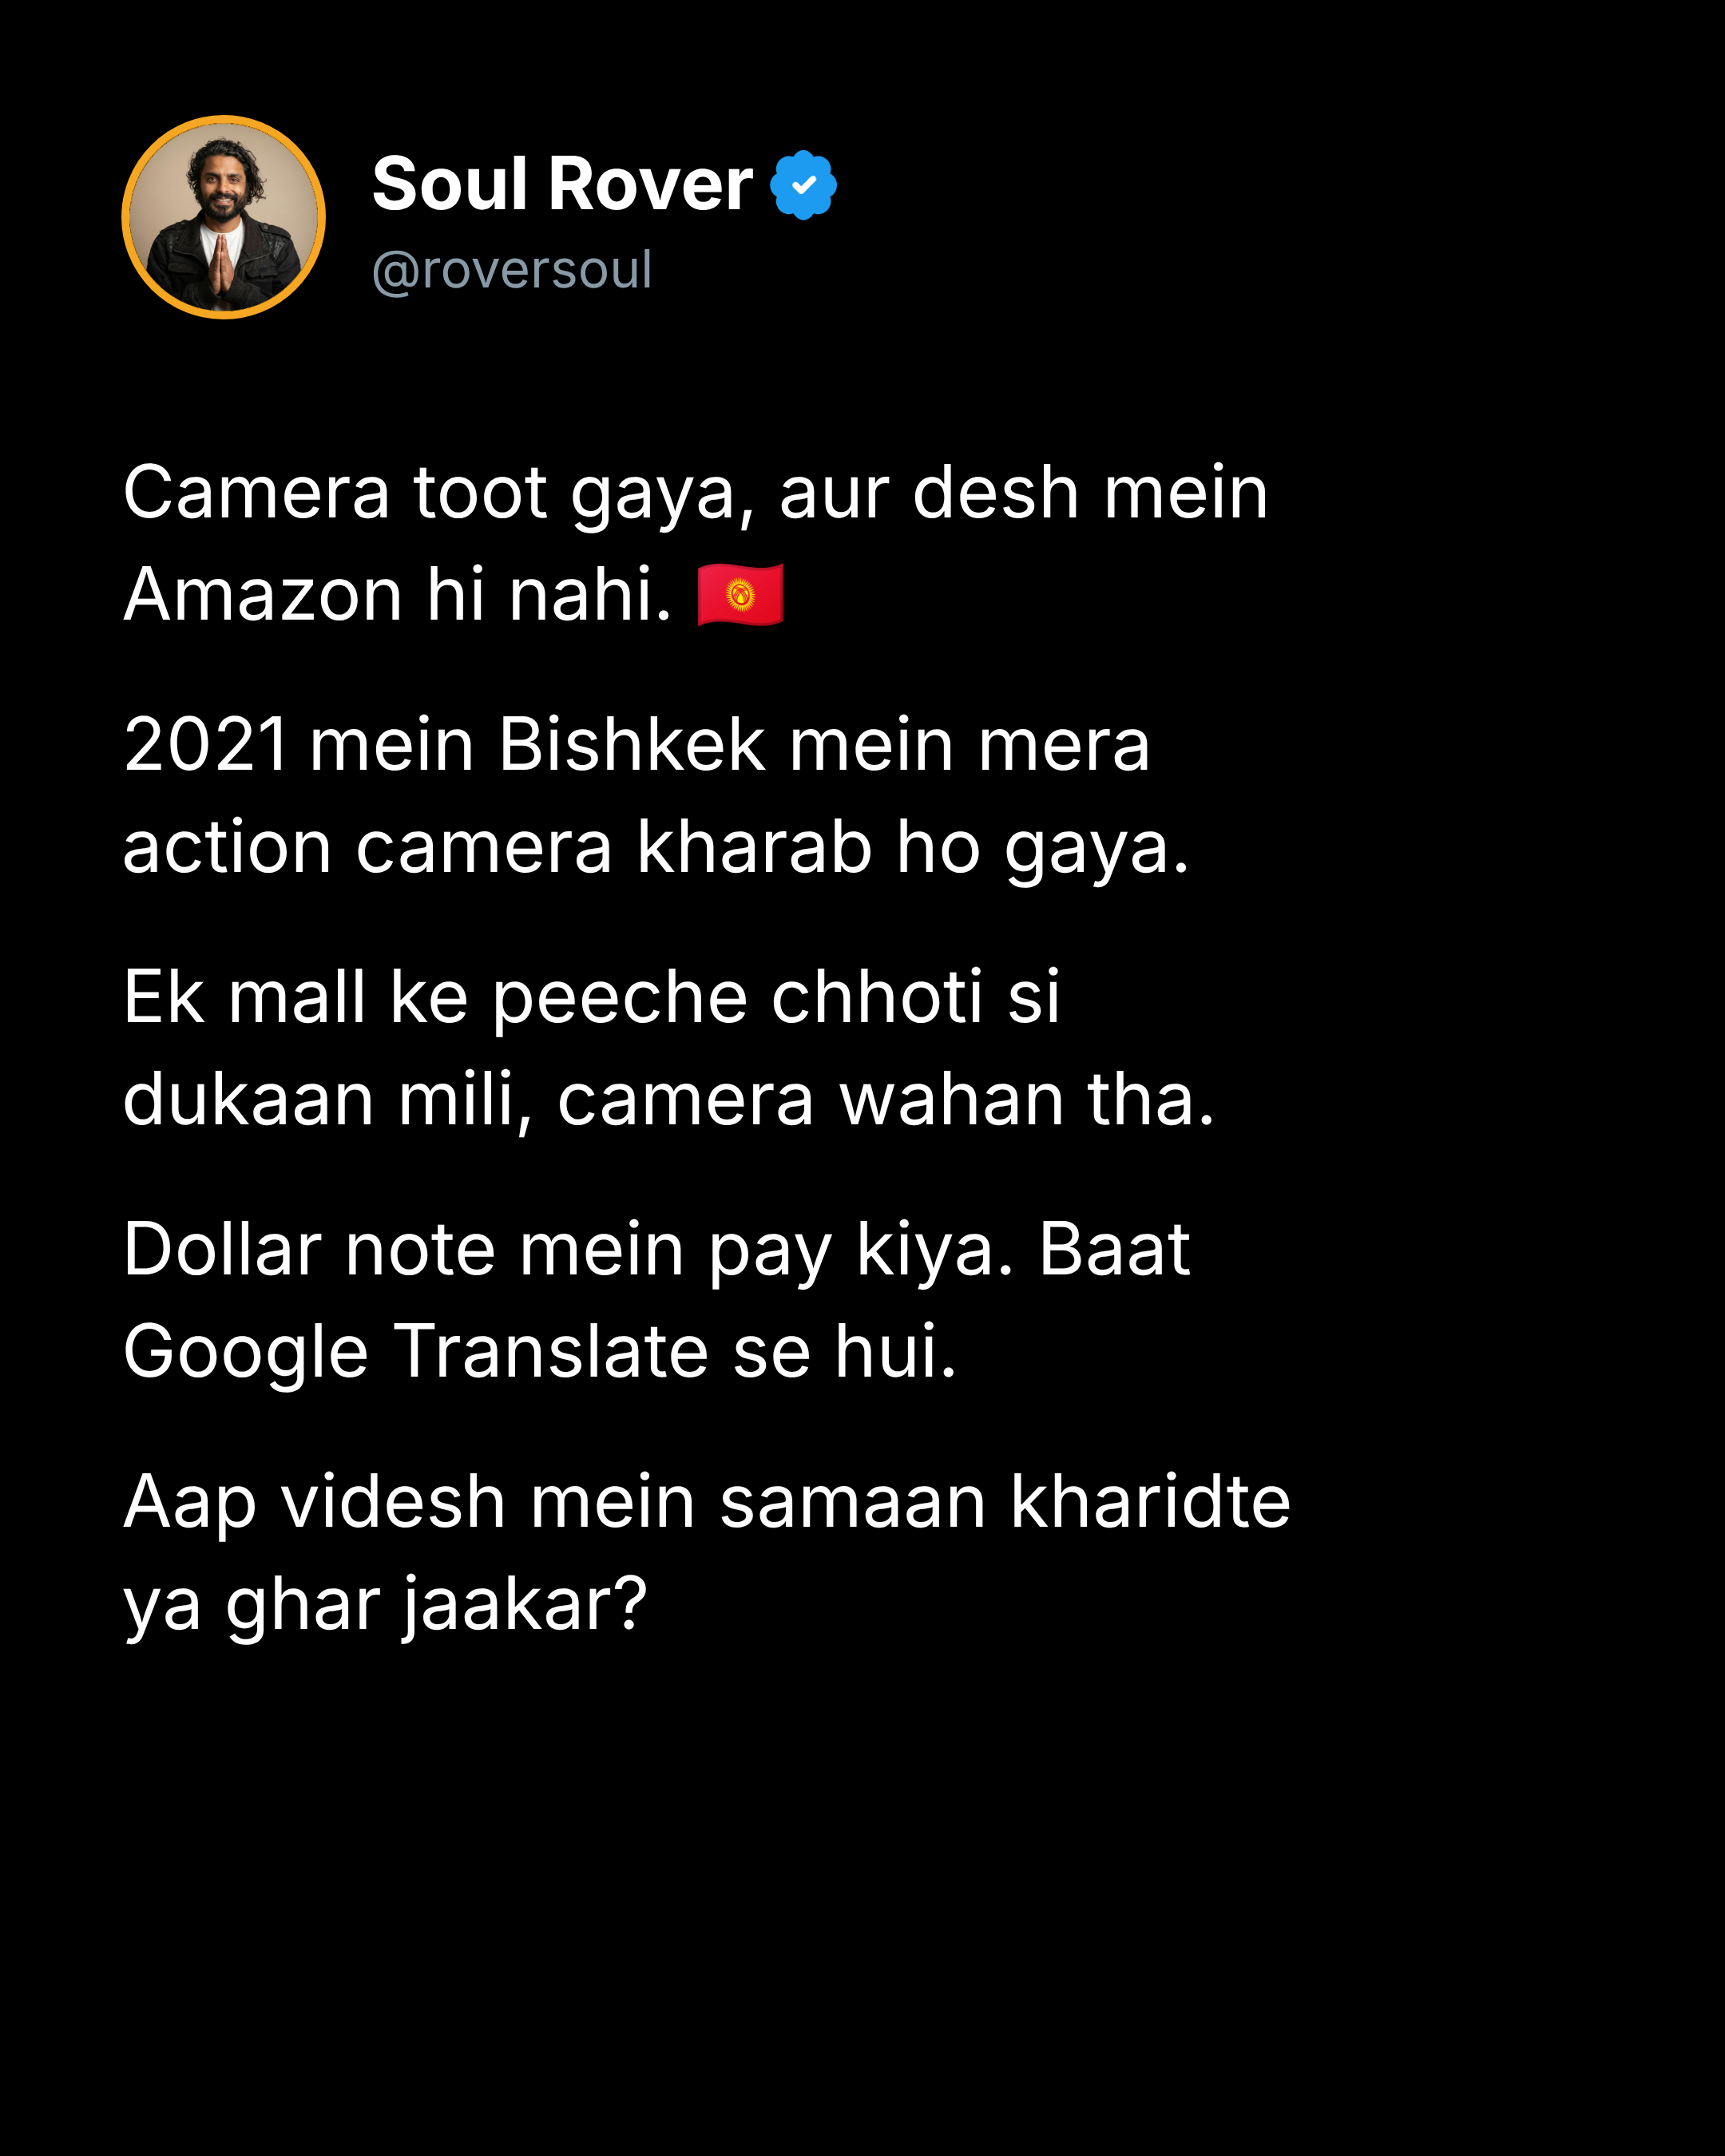 Soul Rover
@roversoul
Camera toot gaya, aur desh mein
Amazon hi nahi. 🇰🇬
2021 mein Bishkek mein mera
action camera kharab ho gaya.
Ek mall ke peeche chhoti si
dukaan mili, camera wahan tha.
Dollar note mein pay kiya. Baat
Google Translate se hui.
Aap videsh mein samaan kharidte
ya ghar jaakar?